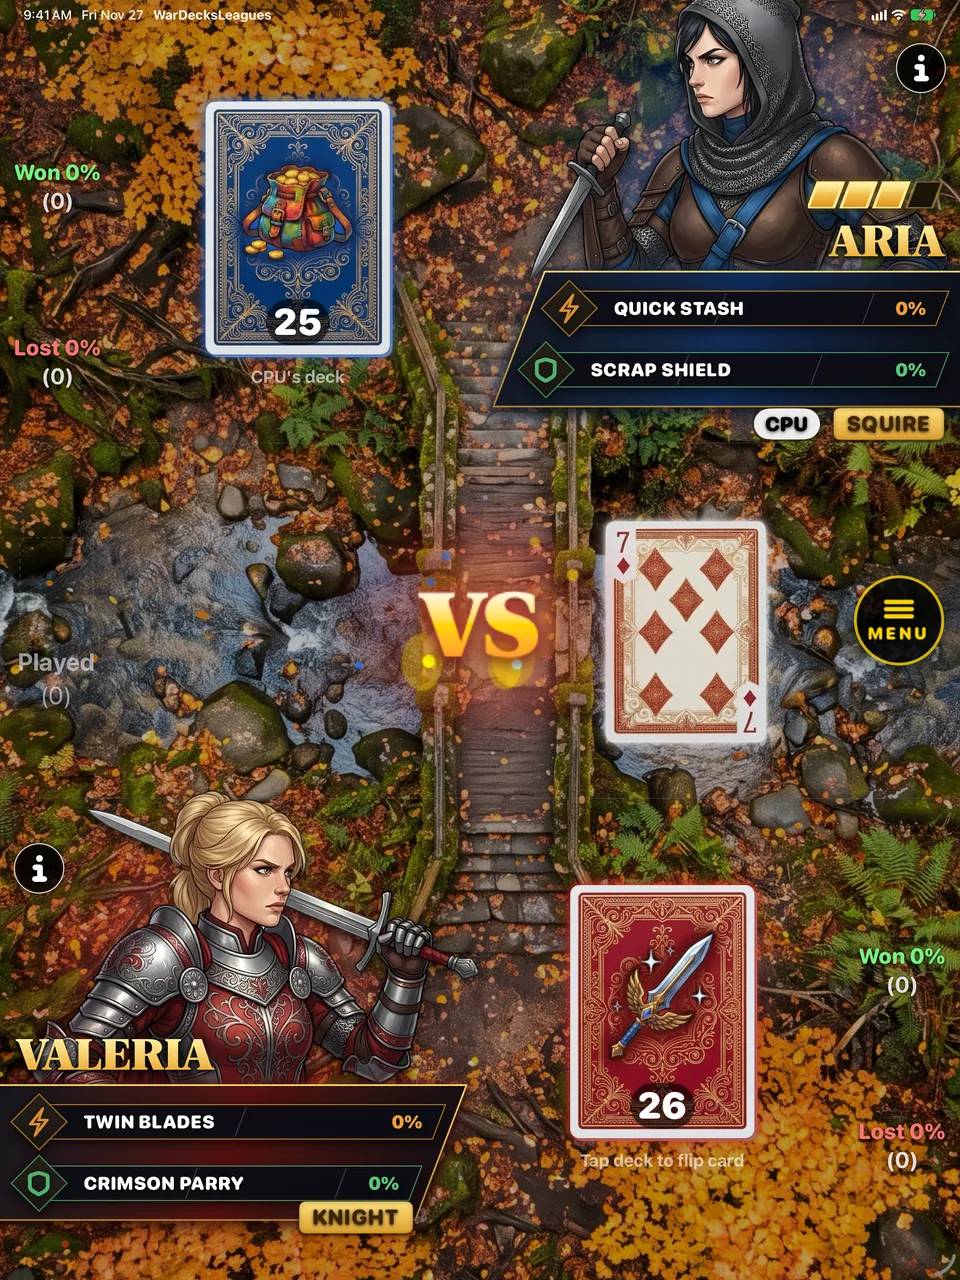 9:41 AM Fri Nov 27 WarDecksLeagues
Won 0%
(0)
25
Lost 0%
(0)
CPU's deck
ARIA
QUICK STASH 0%
SCRAP SHIELD 0%
CPU SQUIRE
7
7
VS
MENU
Played
(0)
VALERIA
TWIN BLADES 0%
CRIMSON PARRY 0%
KNIGHT
Won 0%
(0)
26
Lost 0%
(0)
Tap deck to flip card